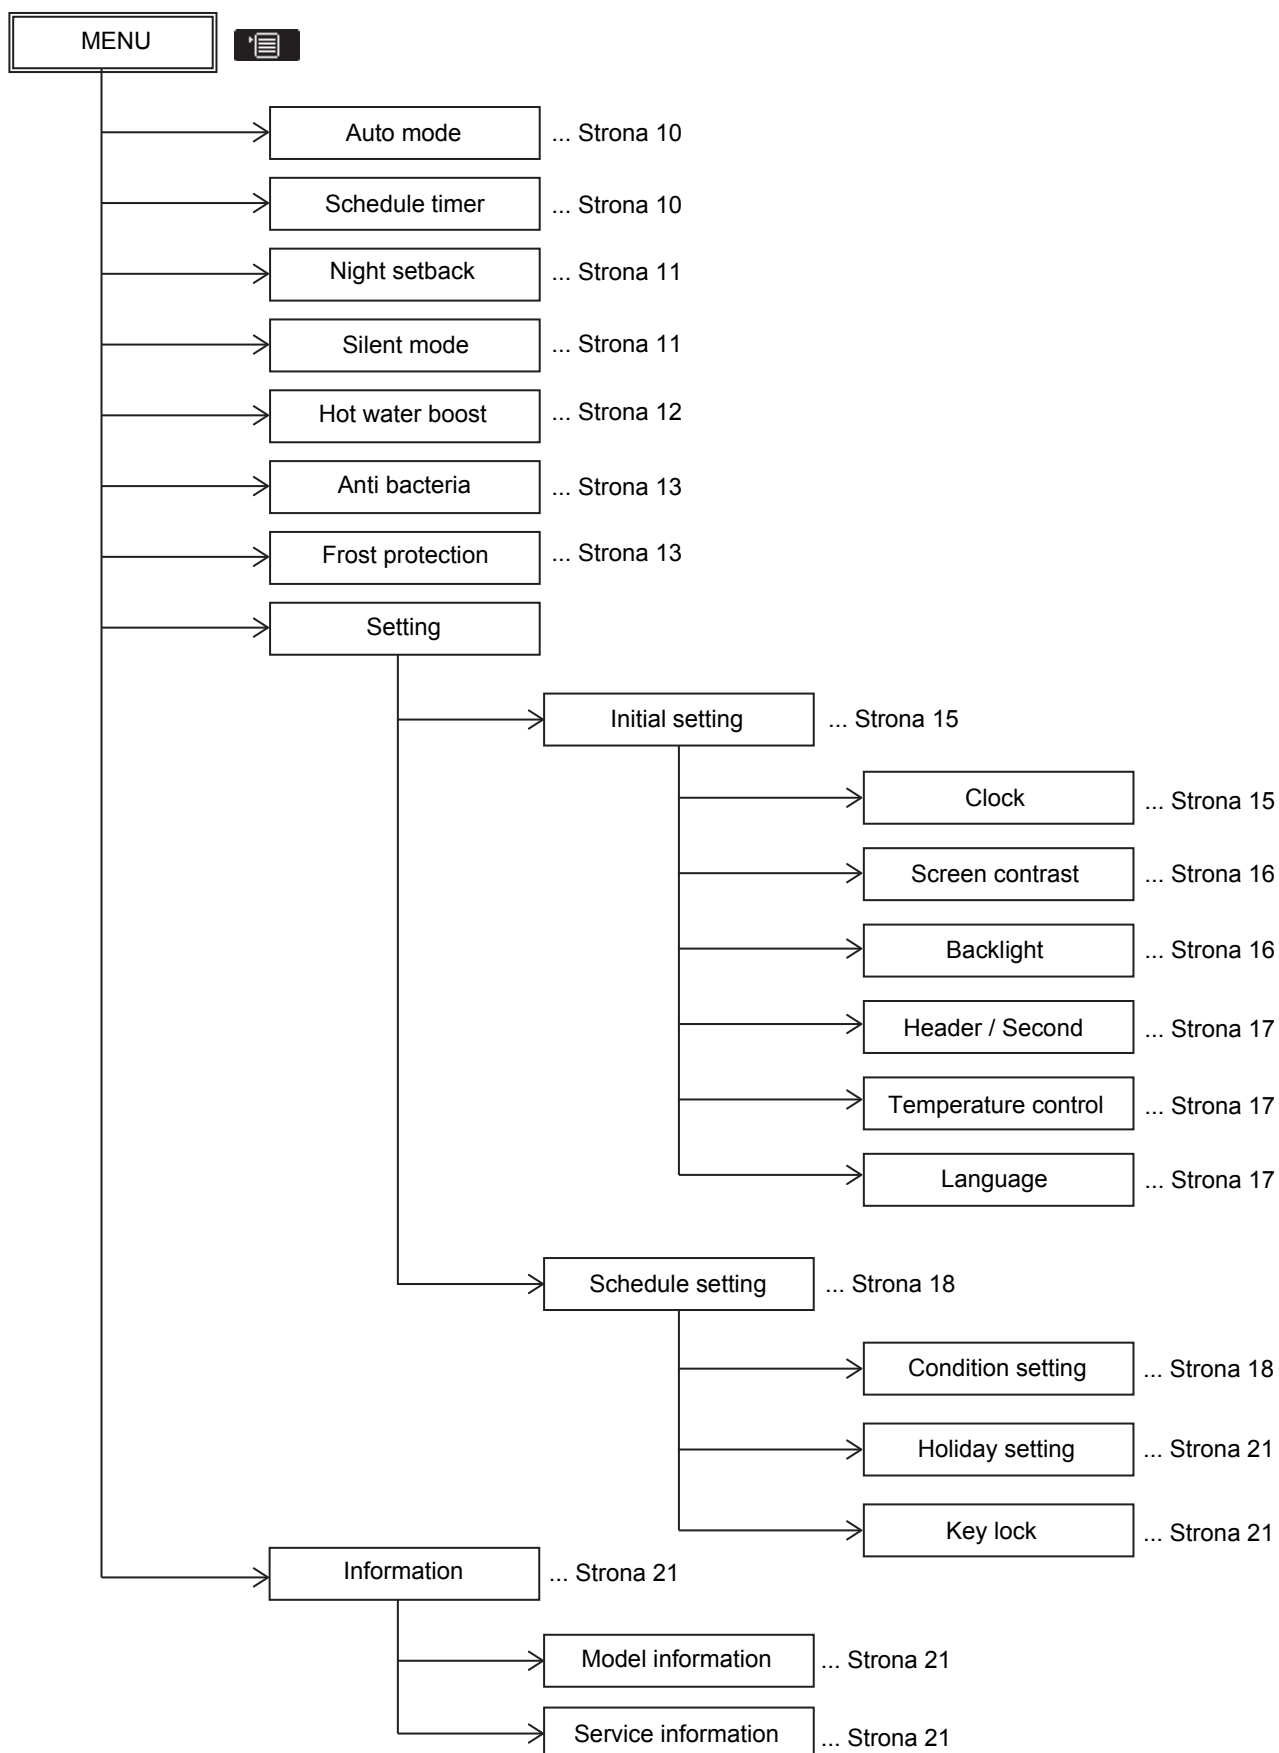 MENU
Auto mode ... Strona 10
Schedule timer ... Strona 10
Night setback ... Strona 11
Silent mode ... Strona 11
Hot water boost ... Strona 12
Anti bacteria ... Strona 13
Frost protection ... Strona 13
Setting
Initial setting ... Strona 15
Clock ... Strona 15
Screen contrast ... Strona 16
Backlight ... Strona 16
Header / Second ... Strona 17
Temperature control ... Strona 17
Language ... Strona 17
Schedule setting ... Strona 18
Condition setting ... Strona 18
Holiday setting ... Strona 21
Key lock ... Strona 21
Information ... Strona 21
Model information ... Strona 21
Service information ... Strona 21